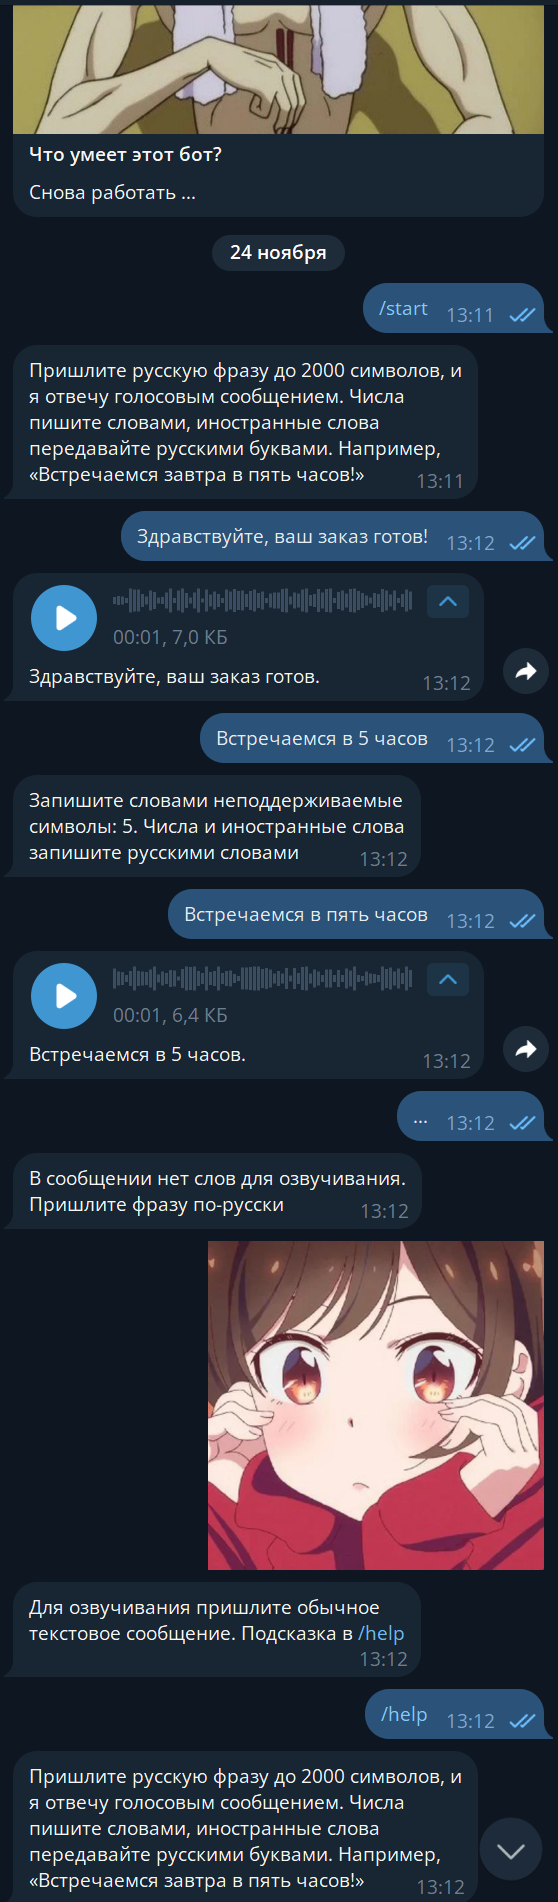 Что умеет этот бот?
Снова работать ...
24 ноября
/start 13:11
Пришлите русскую фразу до 2000 символов, и
я отвечу голосовым сообщением. Числа
пишите словами, иностранные слова
передавайте русскими буквами. Например,
«Встречаемся завтра в пять часов!» 13:11
Здравствуйте, ваш заказ готов! 13:12
00:01, 7,0 КБ
Здравствуйте, ваш заказ готов. 13:12
Встречаемся в 5 часов 13:12
Запишите словами неподдерживаемые
символы: 5. Числа и иностранные слова
запишите русскими словами 13:12
Встречаемся в пять часов 13:12
00:01, 6,4 КБ
Встречаемся в 5 часов. 13:12
... 13:12
В сообщении нет слов для озвучивания.
Пришлите фразу по-русски 13:12
Для озвучивания пришлите обычное
текстовое сообщение. Подсказка в /help
13:12
/help 13:12
Пришлите русскую фразу до 2000 символов, и
я отвечу голосовым сообщением. Числа
пишите словами, иностранные слова
передавайте русскими буквами. Например,
«Встречаемся завтра в пять часов!» 13:12